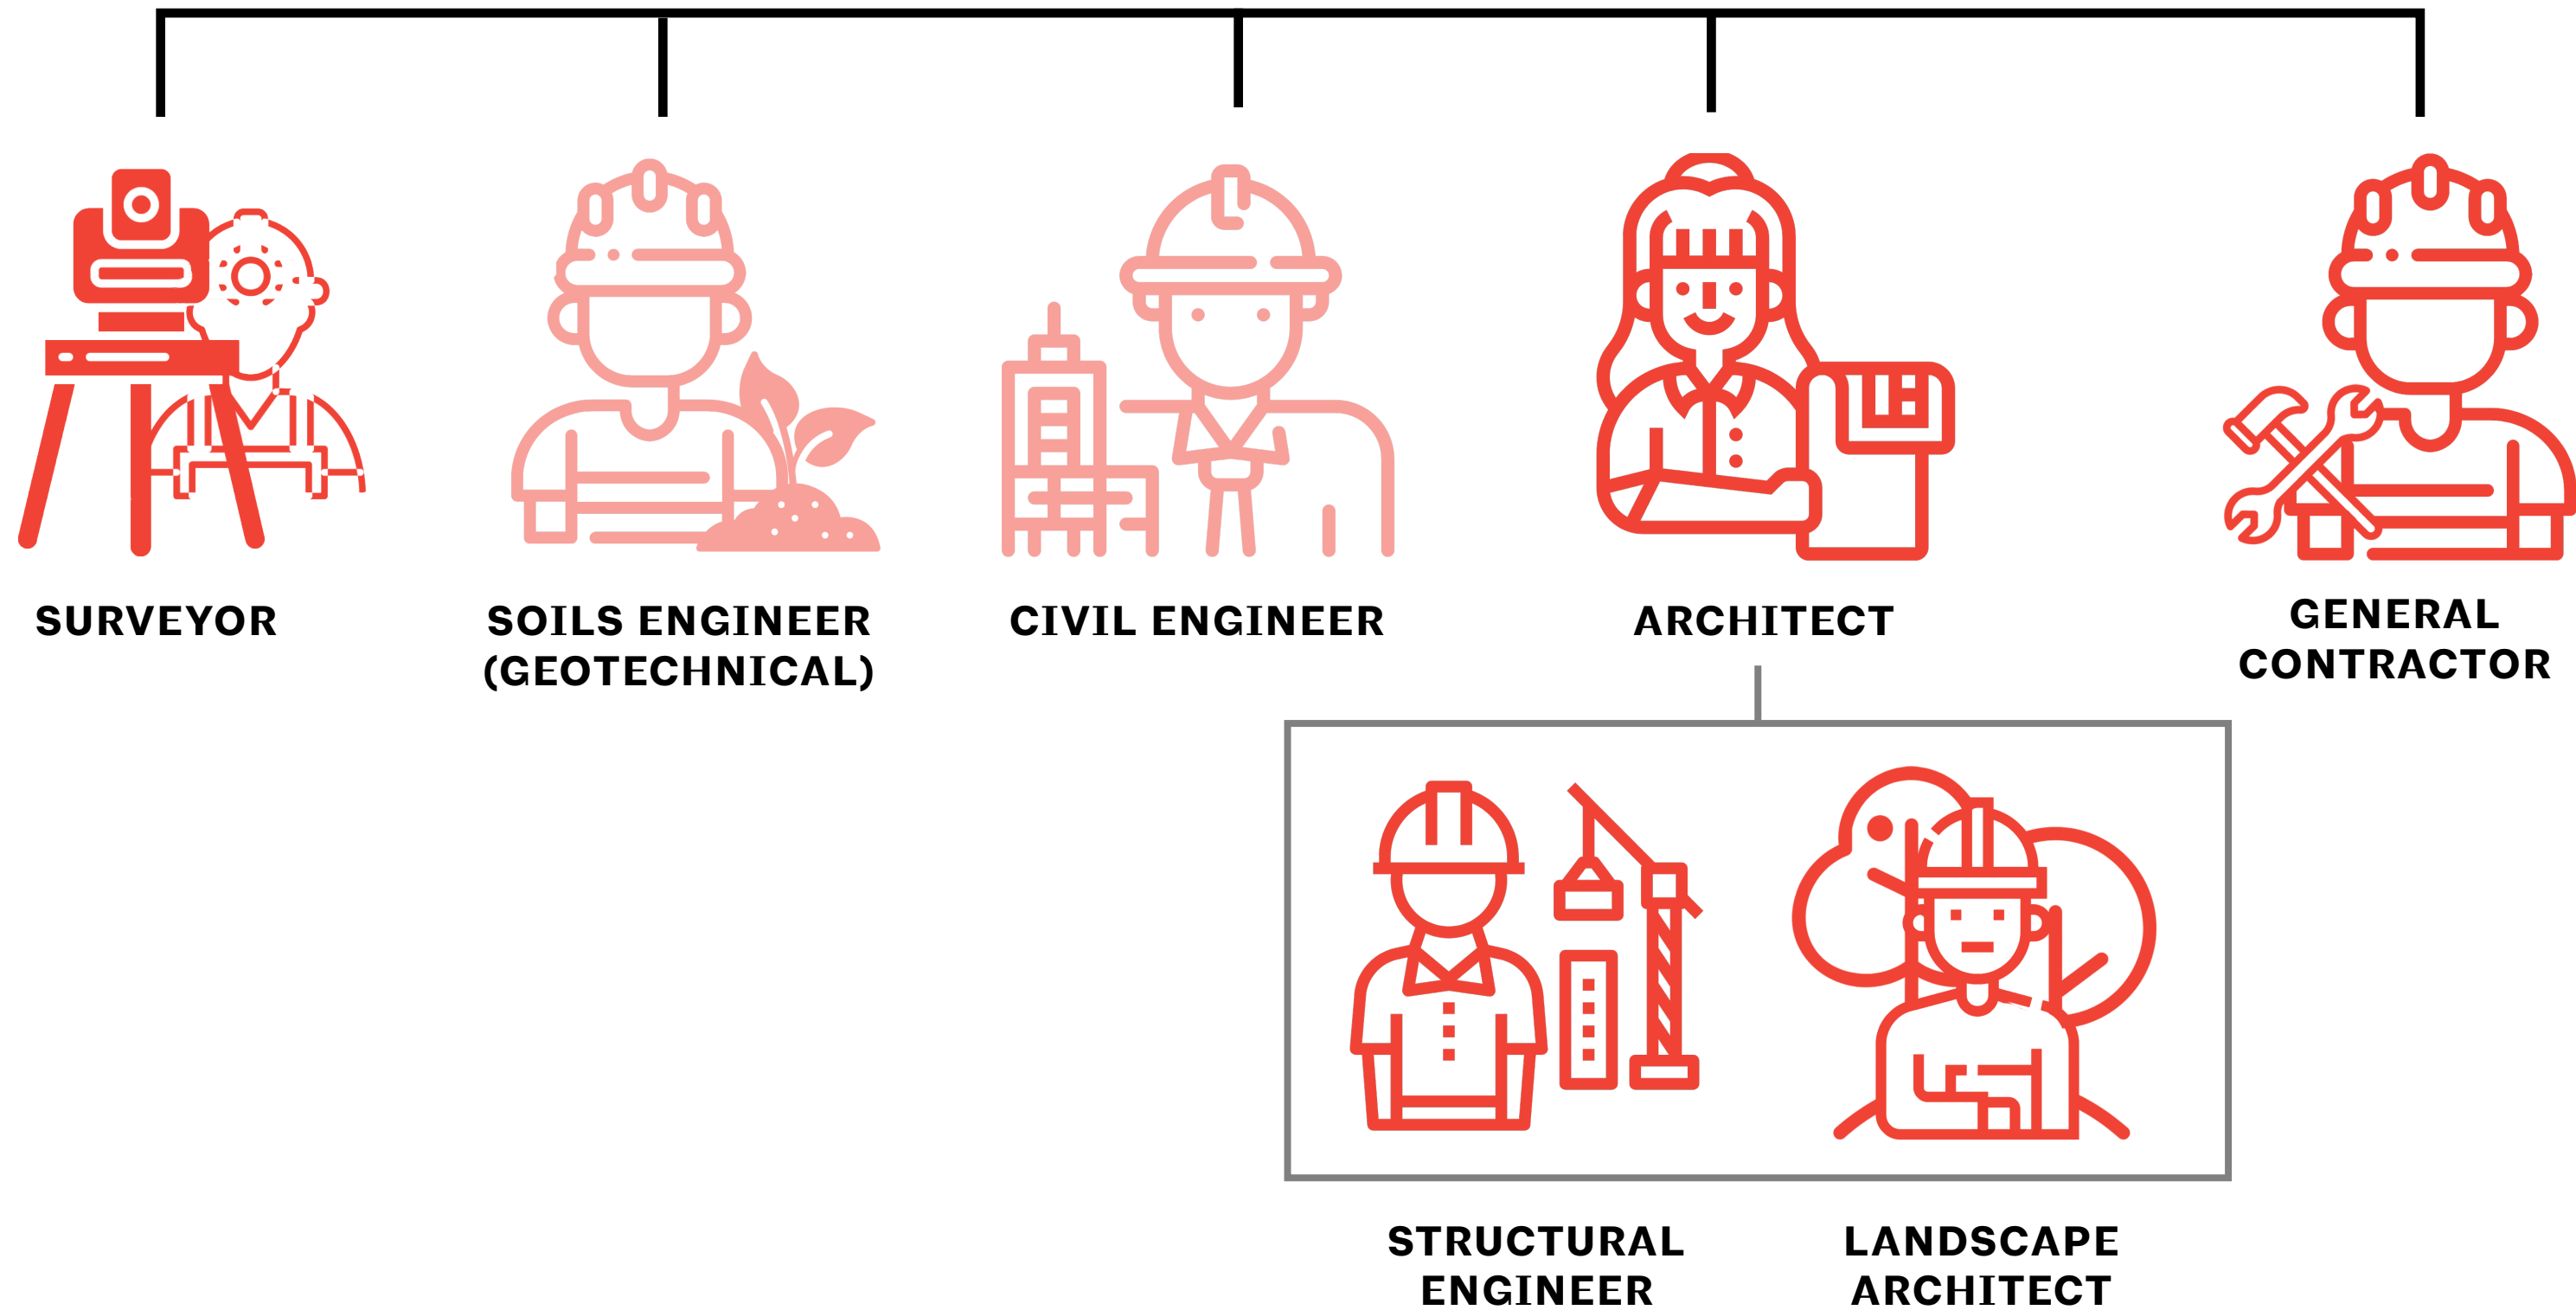 SURVEYOR
SOILS ENGINEER
(GEOTECHNICAL)
CIVIL ENGINEER
ARCHITECT
GENERAL
CONTRACTOR
STRUCTURAL
ENGINEER
LANDSCAPE
ARCHITECT